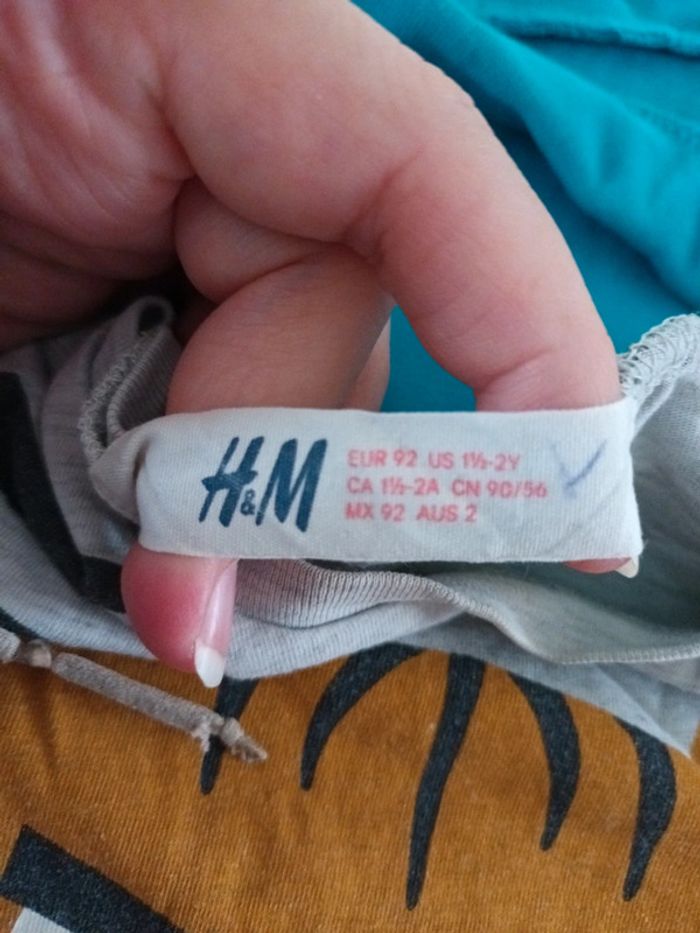 H&M
EUR 92 US 1½-2Y
CA 1½-2A CN 90/56
MX 92 AUS 2